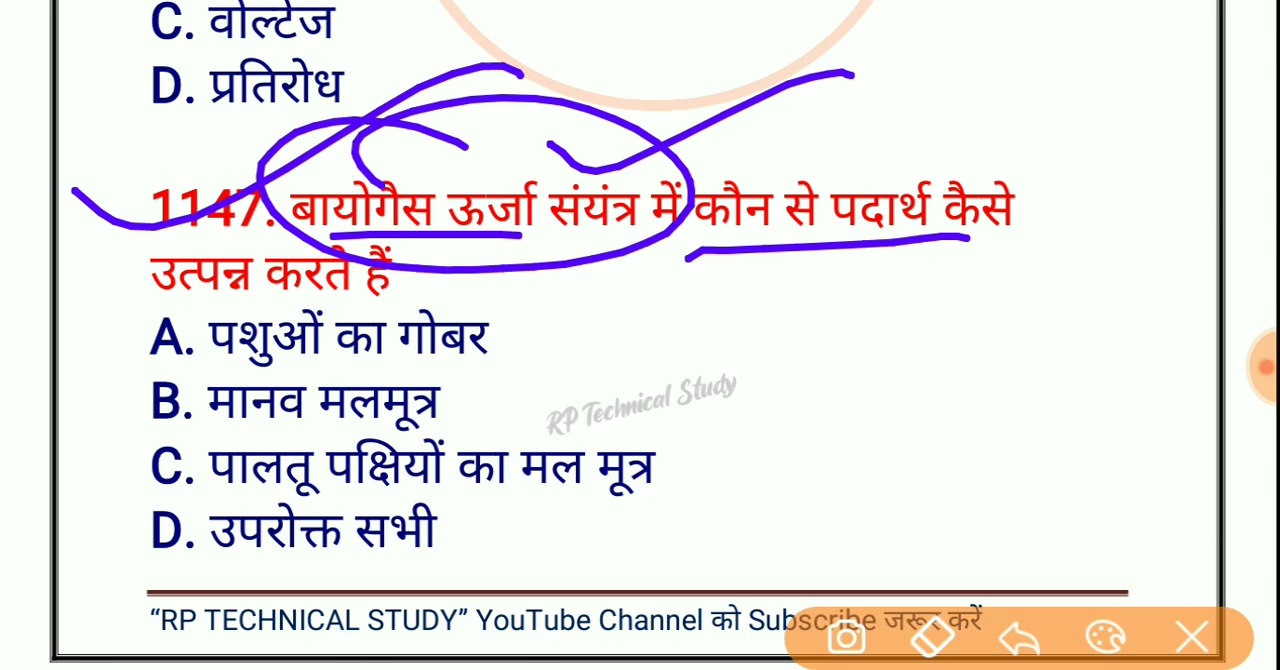 C. वोल्टेज
D. प्रतिरोध
1147. बायोगैस ऊर्जा संयंत्र में कौन से पदार्थ कैसे
उत्पन्न करते हैं
A. पशुओं का गोबर
B. मानव मलमूत्र
RP Technical Study
C. पालतू पक्षियों का मल मूत्र
D. उपरोक्त सभी
“RP TECHNICAL STUDY” YouTube Channel को Subscribe जरूर करें